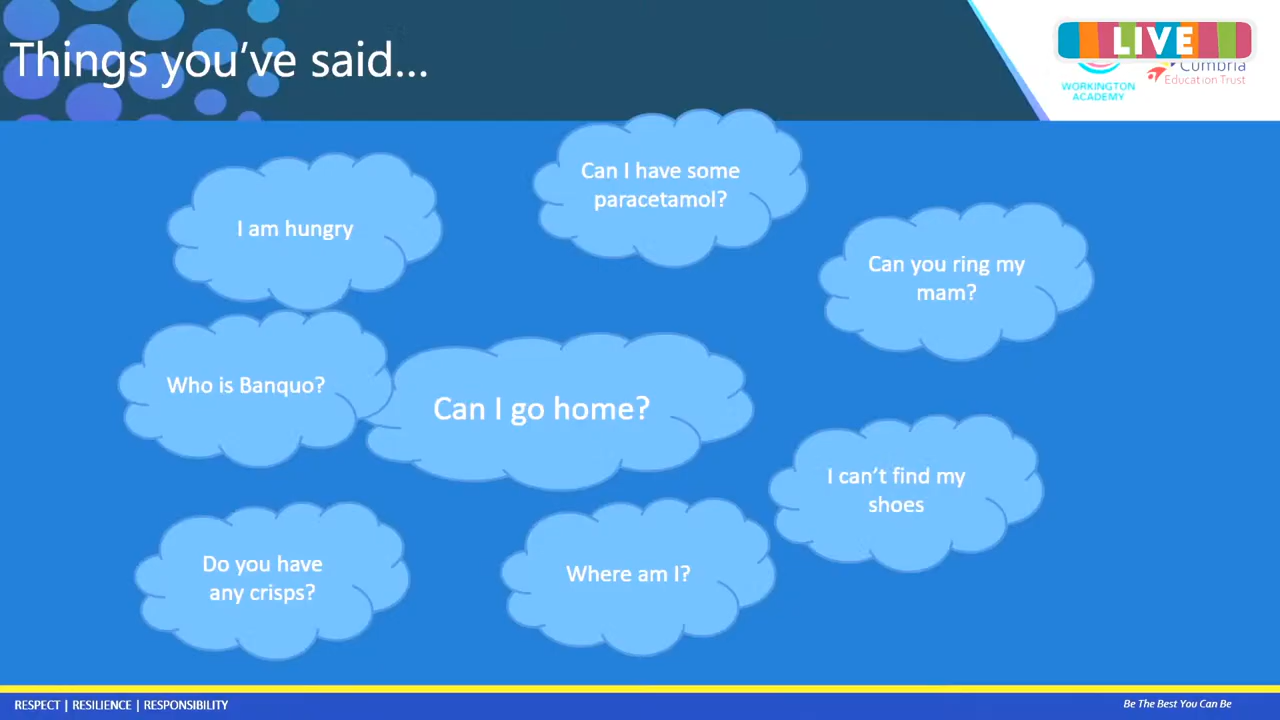 Things you've said...
LIVE
Cumbria
Education Trust
WORKINGTON
ACADEMY
Can I have some
paracetamol?
I am hungry
Can you ring my
mam?
Who is Banquo?
Can I go home?
I can't find my
shoes
Do you have
any crisps?
Where am I?
RESPECT | RESILIENCE | RESPONSIBILITY
Be The Best You Can Be